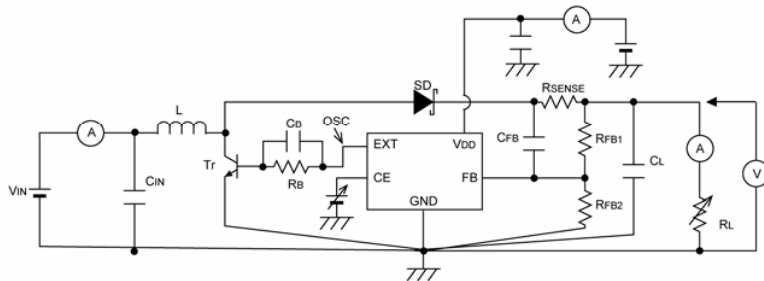 A
RSENSE
SD
L
OSC
CD
A
EXT
VDD
CFB
RFB1
A
Tr
RB
CE
FB
CL
V
VIN
CIN
GND
RFB2
RL